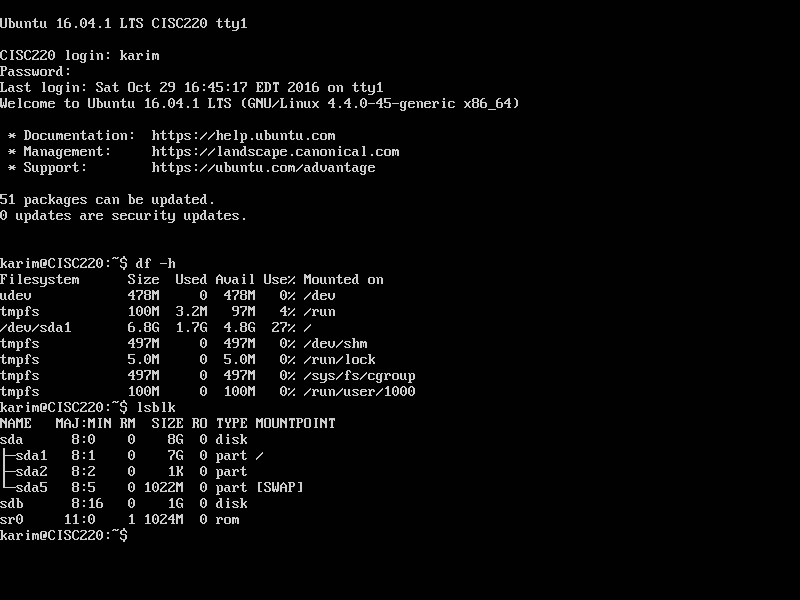 Ubuntu 16.04.1 LTS CISC220 tty1
CISC220 login: karim
Password:
Last login: Sat Oct 29 16:45:17 EDT 2016 on tty1
Welcome to Ubuntu 16.04.1 LTS (GNU/Linux 4.4.0-45-generic x86_64)
 * Documentation:  https://help.ubuntu.com
 * Management:     https://landscape.canonical.com
 * Support:        https://ubuntu.com/advantage
51 packages can be updated.
0 updates are security updates.
karim@CISC220:~$ df -h
Filesystem      Size  Used Avail Use% Mounted on
udev            478M     0  478M   0% /dev
tmpfs           100M  3.2M   97M   4% /run
/dev/sda1       6.8G  1.7G  4.8G  27% /
tmpfs           497M     0  497M   0% /dev/shm
tmpfs           5.0M     0  5.0M   0% /run/lock
tmpfs           497M     0  497M   0% /sys/fs/cgroup
tmpfs           100M     0  100M   0% /run/user/1000
karim@CISC220:~$ lsblk
NAME   MAJ:MIN RM  SIZE RO TYPE MOUNTPOINT
sda      8:0    0    8G  0 disk
├─sda1   8:1    0    7G  0 part /
├─sda2   8:2    0    1K  0 part
└─sda5   8:5    0 1022M  0 part [SWAP]
sdb      8:16   0    1G  0 disk
sr0     11:0    1 1024M  0 rom
karim@CISC220:~$